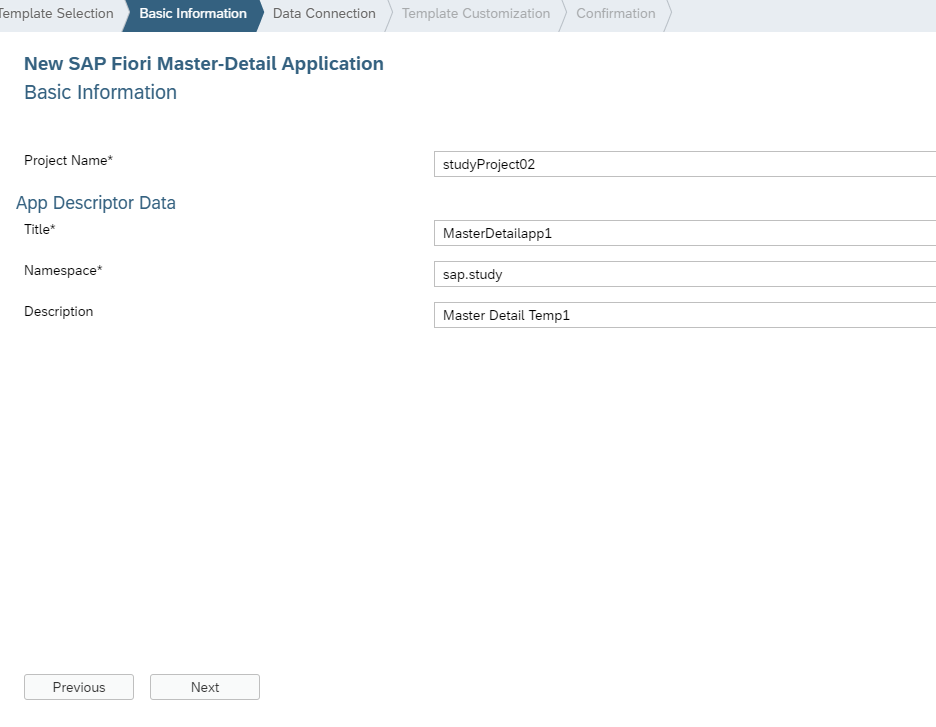 Template Selection Basic Information Data Connection Template Customization Confirmation
New SAP Fiori Master-Detail Application
Basic Information
Project Name* studyProject02
App Descriptor Data
Title* MasterDetailapp1
Namespace* sap.study
Description Master Detail Temp1
Previous Next